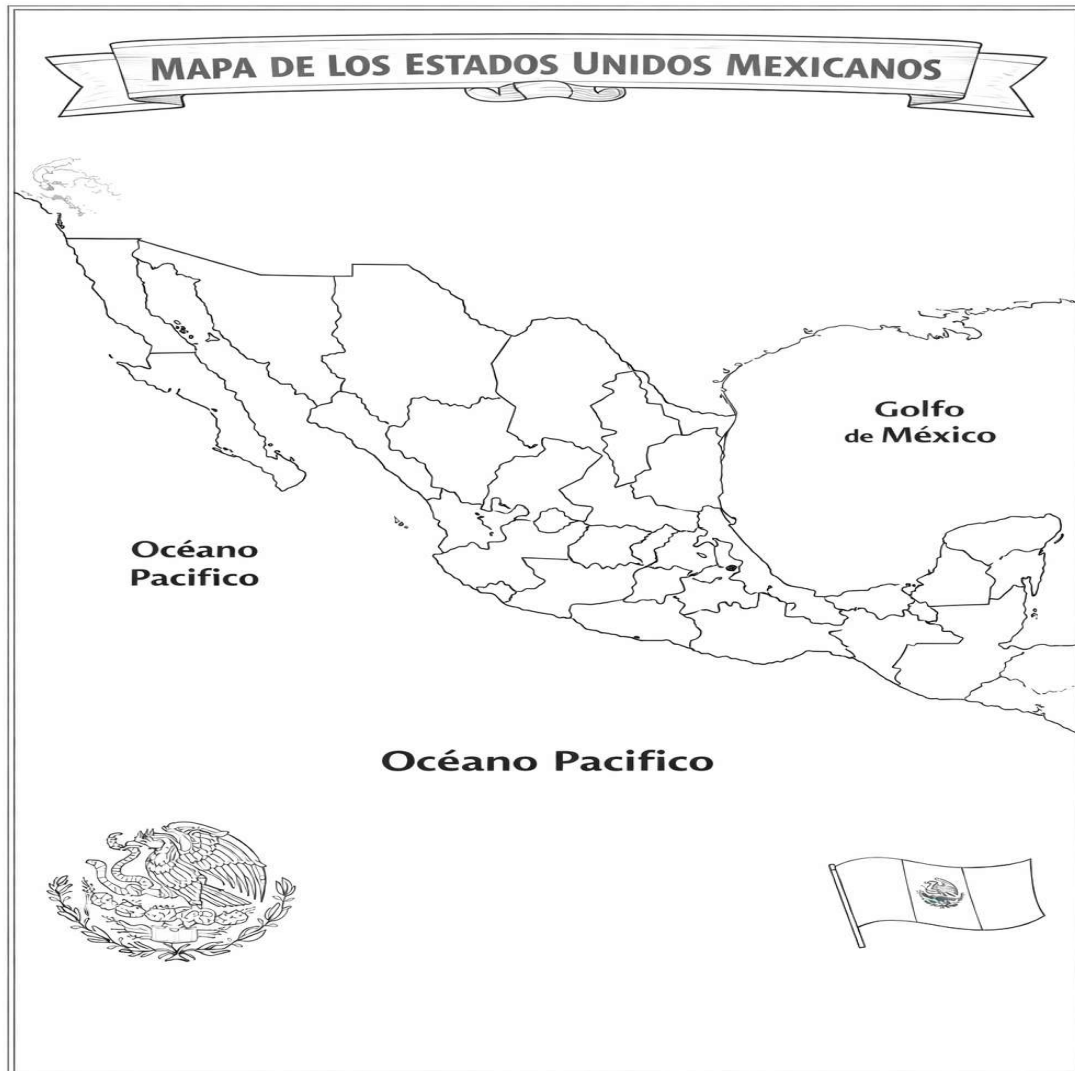 MAPA DE LOS ESTADOS UNIDOS MEXICANOS
Golfo
de México
Océano
Pacifico
Océano Pacifico